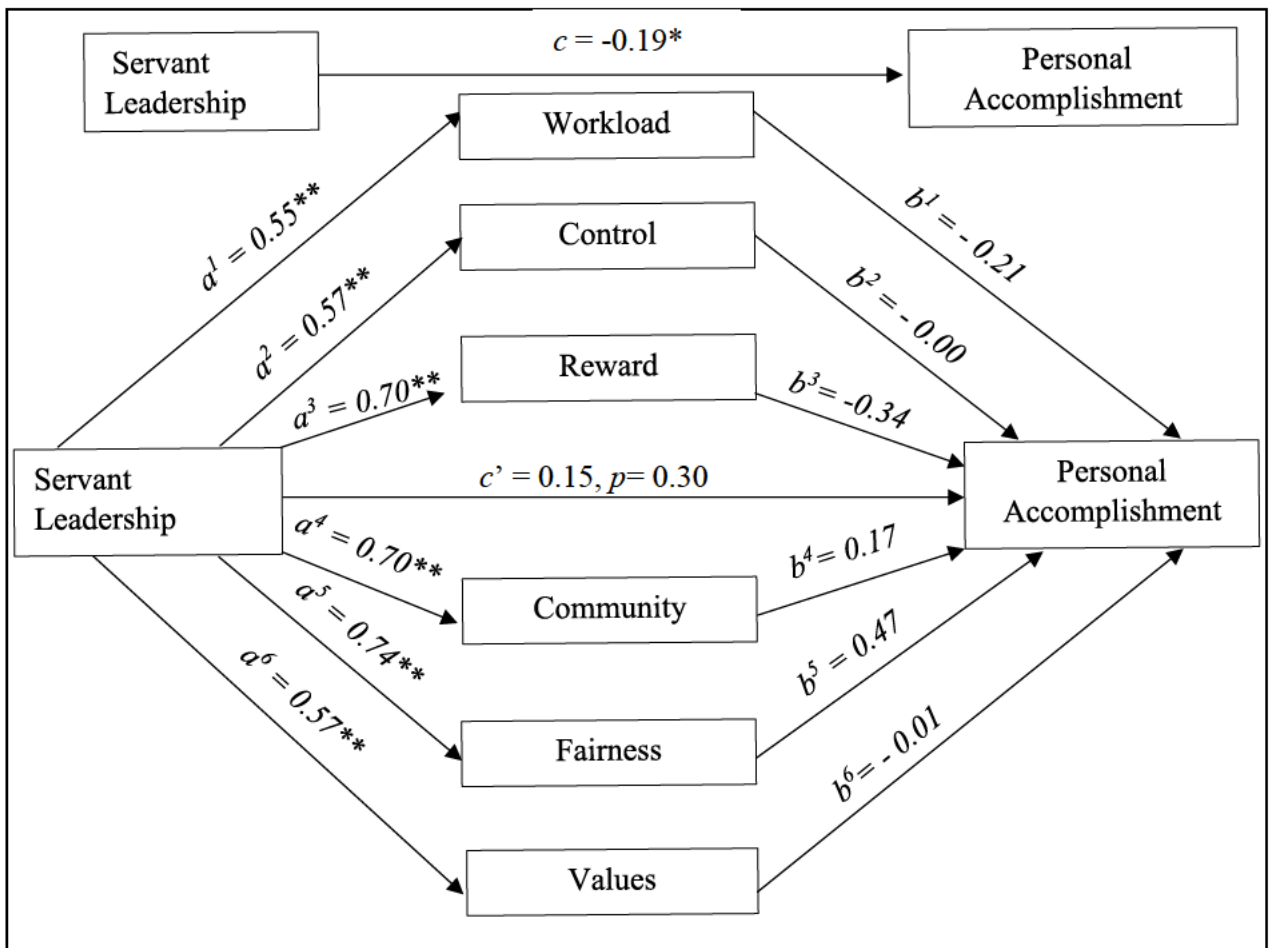 Servant
Leadership
c = -0.19*
Personal
Accomplishment
Workload
a¹ = 0.55**
b¹ = - 0.21
Control
a² = 0.57**
b² = - 0.00
Reward
a³ = 0.70**
b³= -0.34
Servant
Leadership
c’ = 0.15, p= 0.30
Personal
Accomplishment
a⁴ = 0.70**
Community
b⁴= 0.17
a⁵ = 0.74**
Fairness
b⁵ = 0.47
a⁶ = 0.57**
Values
b⁶= - 0.01